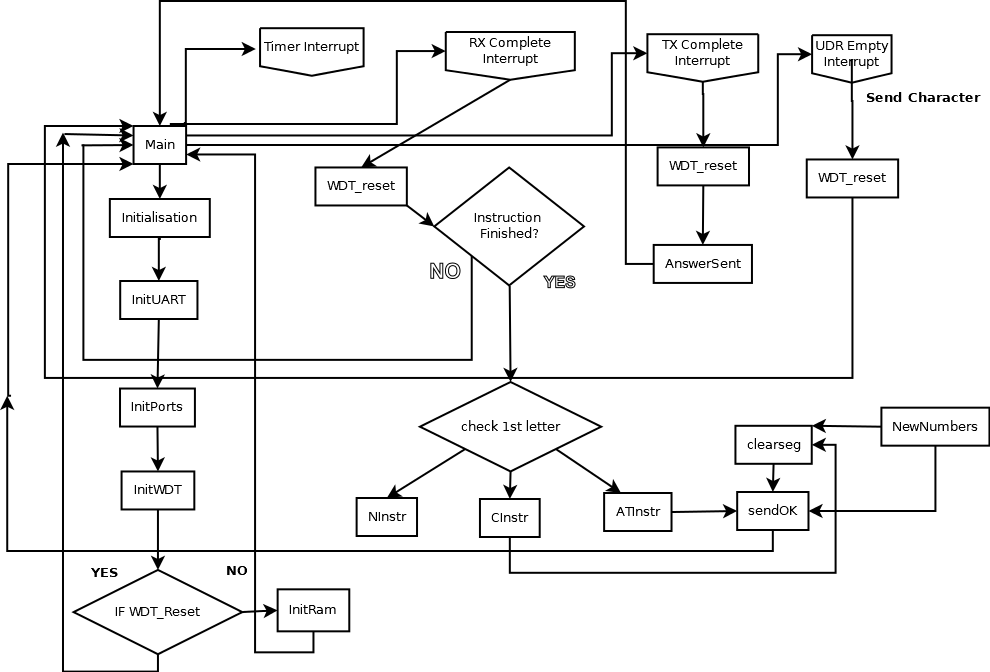 Timer Interrupt
RX Complete
Interrupt
TX Complete
Interrupt
UDR Empty
Interrupt
Send Character
Main
WDT_reset
WDT_reset
WDT_reset
Initialisation
Instruction
Finished?
NO
YES
AnswerSent
InitUART
InitPorts
check 1st letter
NewNumbers
clearseg
InitWDT
NInstr
CInstr
ATInstr
sendOK
YES
NO
IF WDT_Reset
InitRam